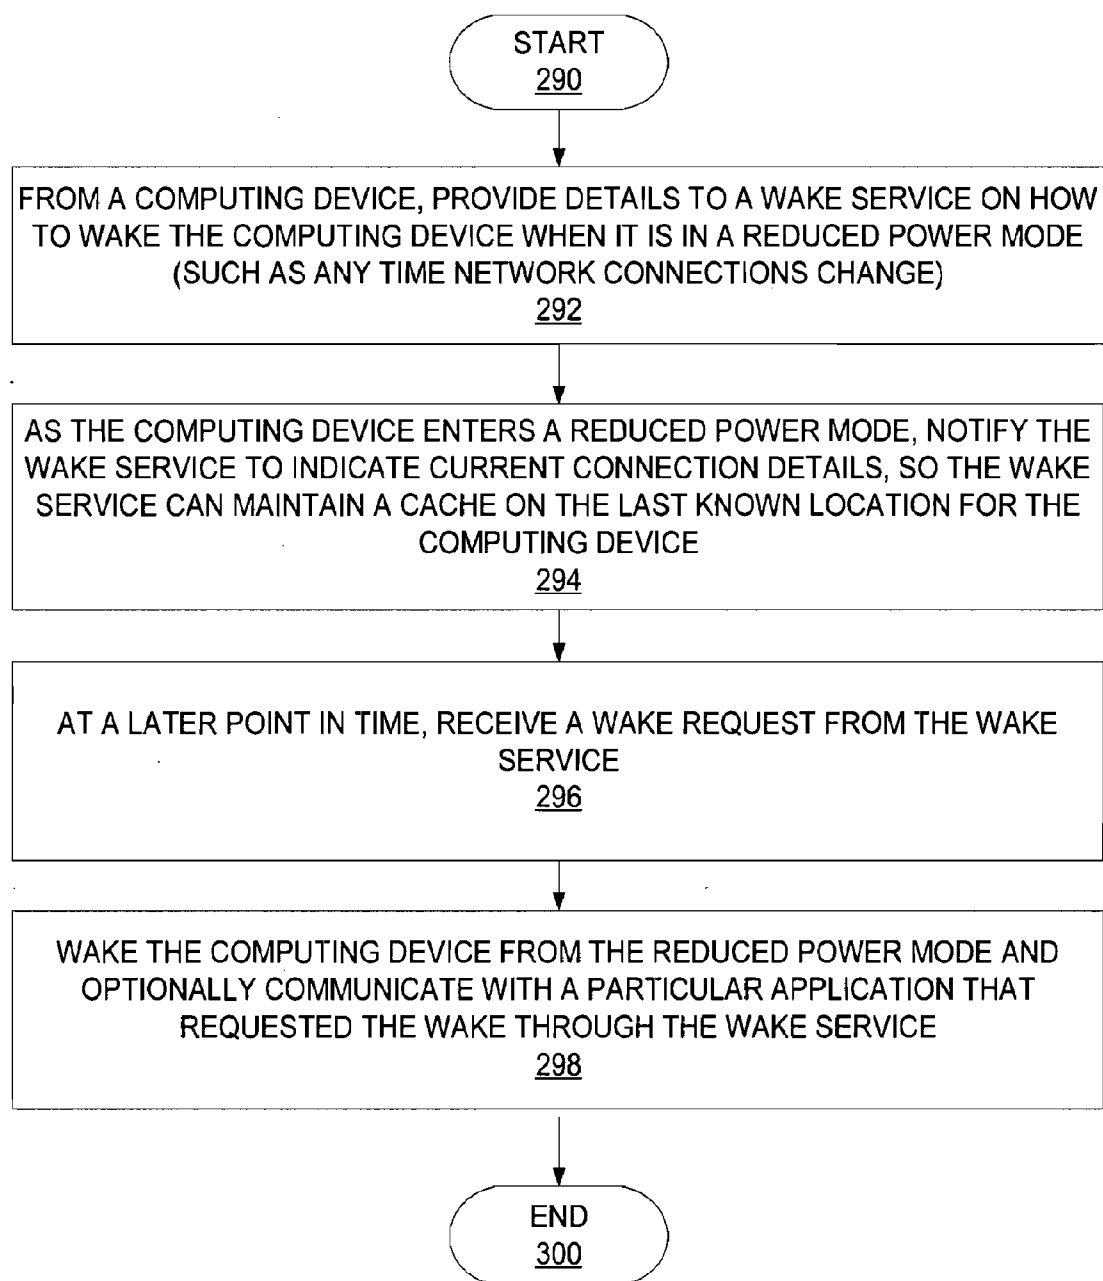 START
290
FROM A COMPUTING DEVICE, PROVIDE DETAILS TO A WAKE SERVICE ON HOW
TO WAKE THE COMPUTING DEVICE WHEN IT IS IN A REDUCED POWER MODE
(SUCH AS ANY TIME NETWORK CONNECTIONS CHANGE)
292
AS THE COMPUTING DEVICE ENTERS A REDUCED POWER MODE, NOTIFY THE
WAKE SERVICE TO INDICATE CURRENT CONNECTION DETAILS, SO THE WAKE
SERVICE CAN MAINTAIN A CACHE ON THE LAST KNOWN LOCATION FOR THE
COMPUTING DEVICE
294
AT A LATER POINT IN TIME, RECEIVE A WAKE REQUEST FROM THE WAKE
SERVICE
296
WAKE THE COMPUTING DEVICE FROM THE REDUCED POWER MODE AND
OPTIONALLY COMMUNICATE WITH A PARTICULAR APPLICATION THAT
REQUESTED THE WAKE THROUGH THE WAKE SERVICE
298
END
300